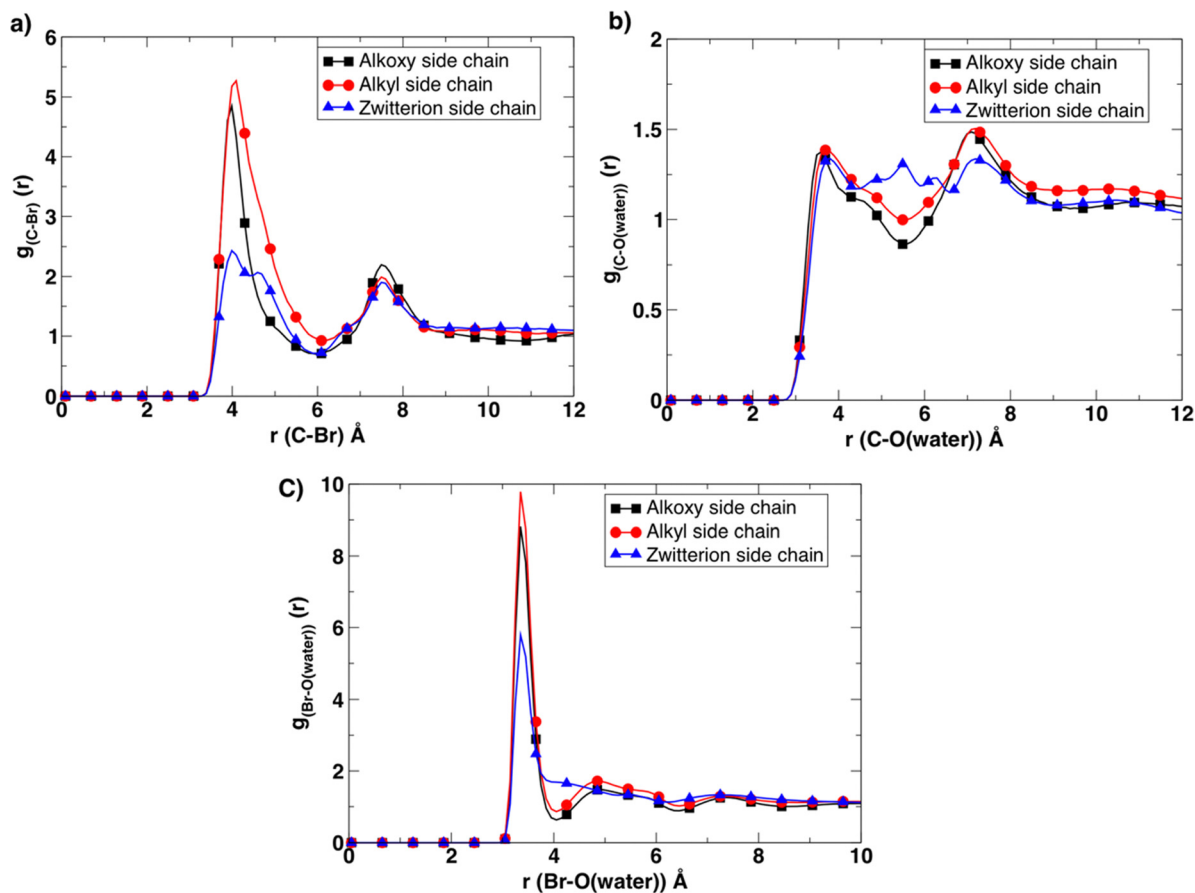 a)
6
5
4
3
2
1
0
g(C-Br) (r)
Alkoxy side chain
Alkyl side chain
Zwitterion side chain
0 2 4 6 8 10 12
r (C-Br) Å
b)
2
1.5
1
0.5
0
g(C-O(water)) (r)
Alkoxy side chain
Alkyl side chain
Zwitterion side chain
0 2 4 6 8 10 12
r (C-O(water)) Å
C)
10
8
6
4
2
0
g(Br-O(water)) (r)
Alkoxy side chain
Alkyl side chain
Zwitterion side chain
0 2 4 6 8 10
r (Br-O(water)) Å